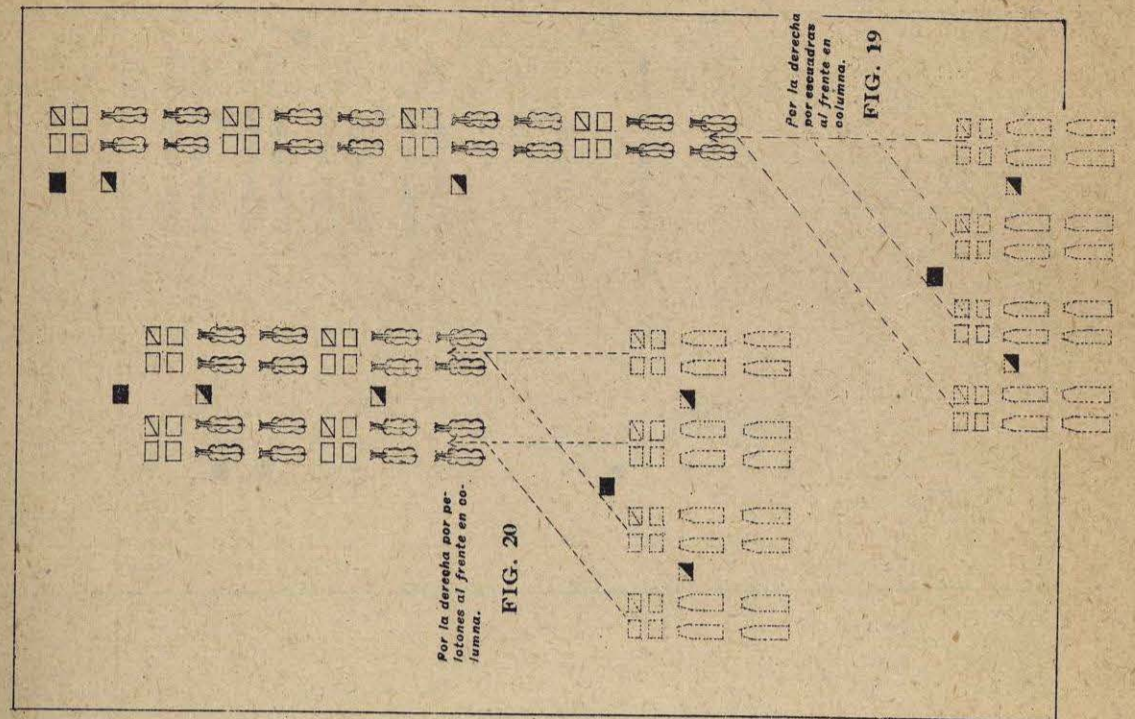 Por la derecha
por escuadras
al frente en
columna.
FIG. 19
Por la derecha por pe-
lotones al frente en co-
lumna.
FIG. 20